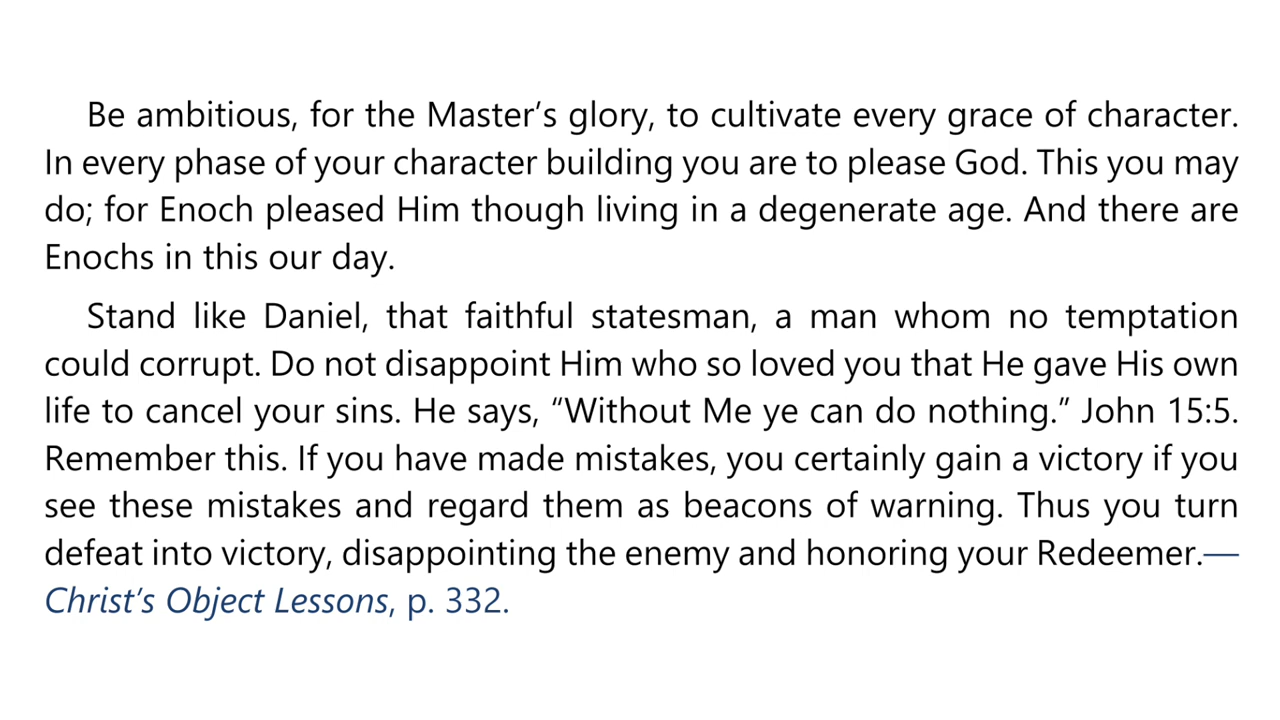 Be ambitious, for the Master’s glory, to cultivate every grace of character.
In every phase of your character building you are to please God. This you may
do; for Enoch pleased Him though living in a degenerate age. And there are
Enochs in this our day.
Stand like Daniel, that faithful statesman, a man whom no temptation
could corrupt. Do not disappoint Him who so loved you that He gave His own
life to cancel your sins. He says, “Without Me ye can do nothing.” John 15:5.
Remember this. If you have made mistakes, you certainly gain a victory if you
see these mistakes and regard them as beacons of warning. Thus you turn
defeat into victory, disappointing the enemy and honoring your Redeemer.—
Christ’s Object Lessons, p. 332.